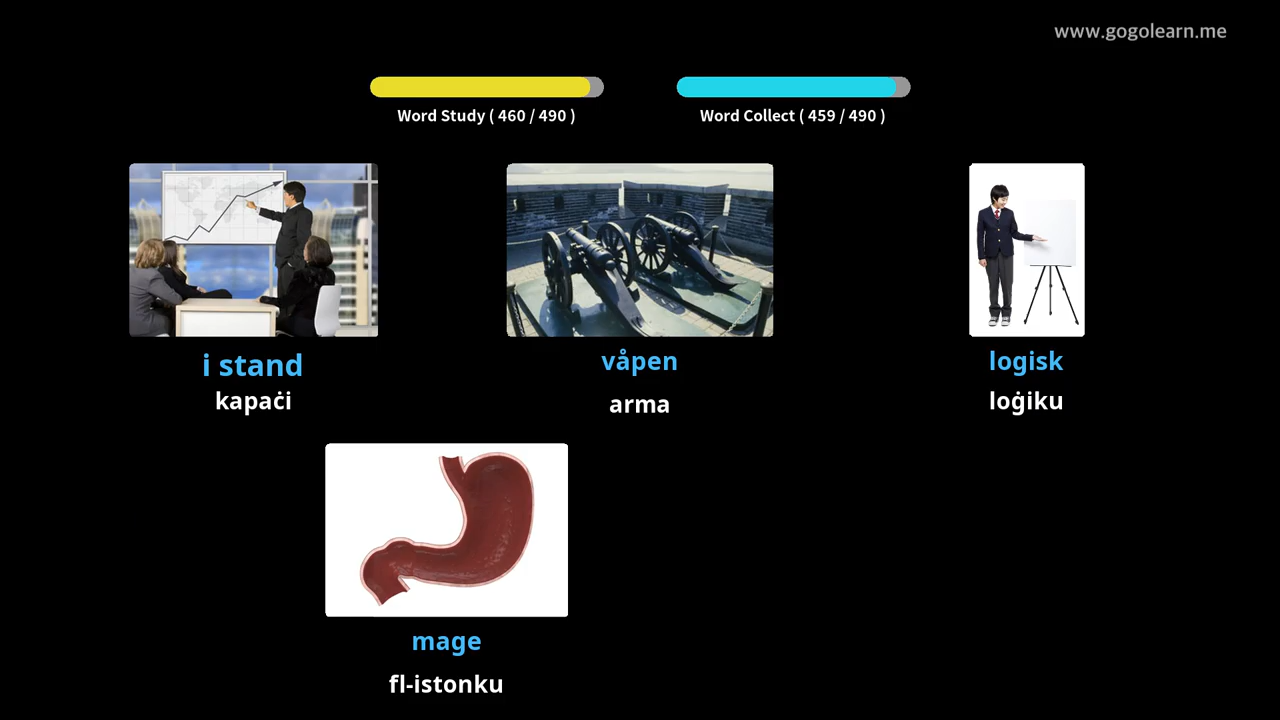 www.gogolearn.me
Word Study ( 460 / 490 )
Word Collect ( 459 / 490 )
i stand
kapaċi
våpen
arma
logisk
loġiku
mage
fl-istonku